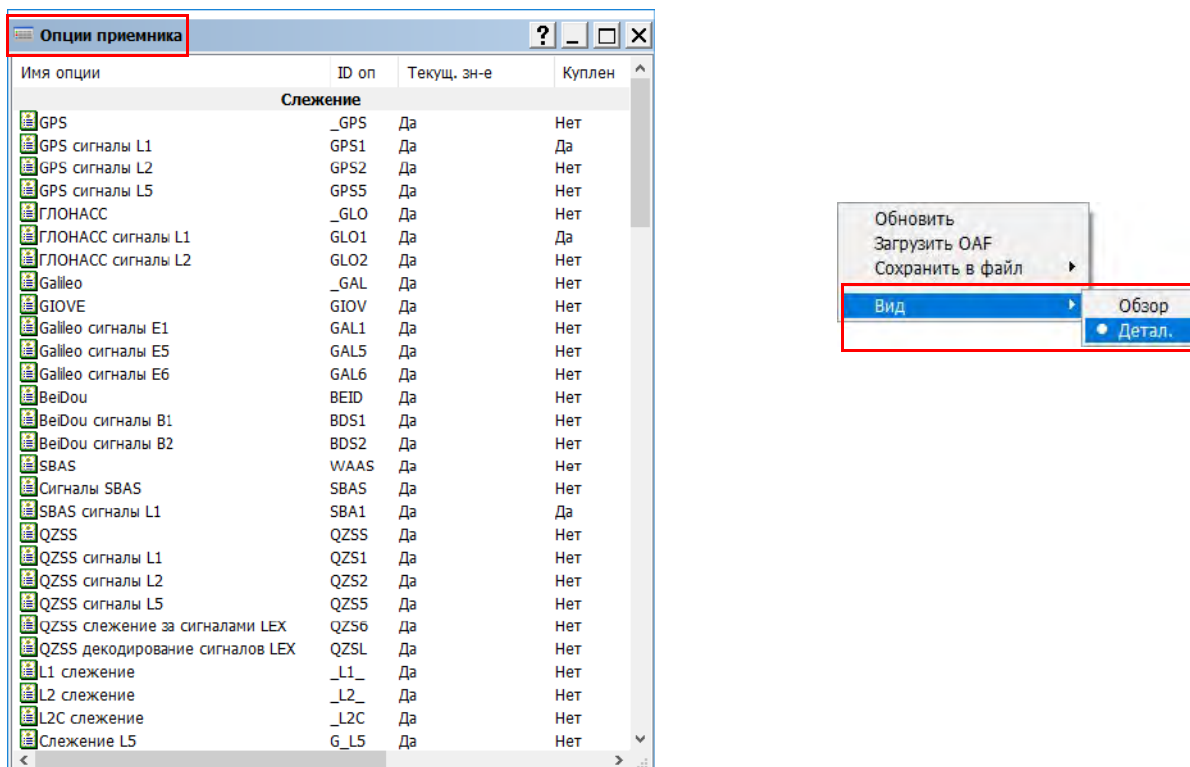 Опции приемника
Имя опции ID оп Текущ. зн-е Куплен
Слежение
GPS _GPS Да Нет
GPS сигналы L1 GPS1 Да Да
GPS сигналы L2 GPS2 Да Нет
GPS сигналы L5 GPS5 Да Нет
ГЛОНАСС _GLO Да Нет
ГЛОНАСС сигналы L1 GLO1 Да Да
ГЛОНАСС сигналы L2 GLO2 Да Нет
Galileo _GAL Да Нет
GIOVE GIOV Да Нет
Galileo сигналы E1 GAL1 Да Нет
Galileo сигналы E5 GAL5 Да Нет
Galileo сигналы E6 GAL6 Да Нет
BeiDou BEID Да Нет
BeiDou сигналы B1 BDS1 Да Нет
BeiDou сигналы B2 BDS2 Да Нет
SBAS WAAS Да Нет
Сигналы SBAS SBAS Да Нет
SBAS сигналы L1 SBA1 Да Да
QZSS QZSS Да Нет
QZSS сигналы L1 QZS1 Да Нет
QZSS сигналы L2 QZS2 Да Нет
QZSS сигналы L5 QZS5 Да Нет
QZSS слежение за сигналами LEX QZS6 Да Нет
QZSS декодирование сигналов LEX QZSL Да Нет
L1 слежение _L1_ Да Нет
L2 слежение _L2_ Да Нет
L2C слежение _L2C Да Нет
Слежение L5 G_L5 Да Нет
Обновить
Загрузить OAF
Сохранить в файл
Вид
Обзор
Детал.